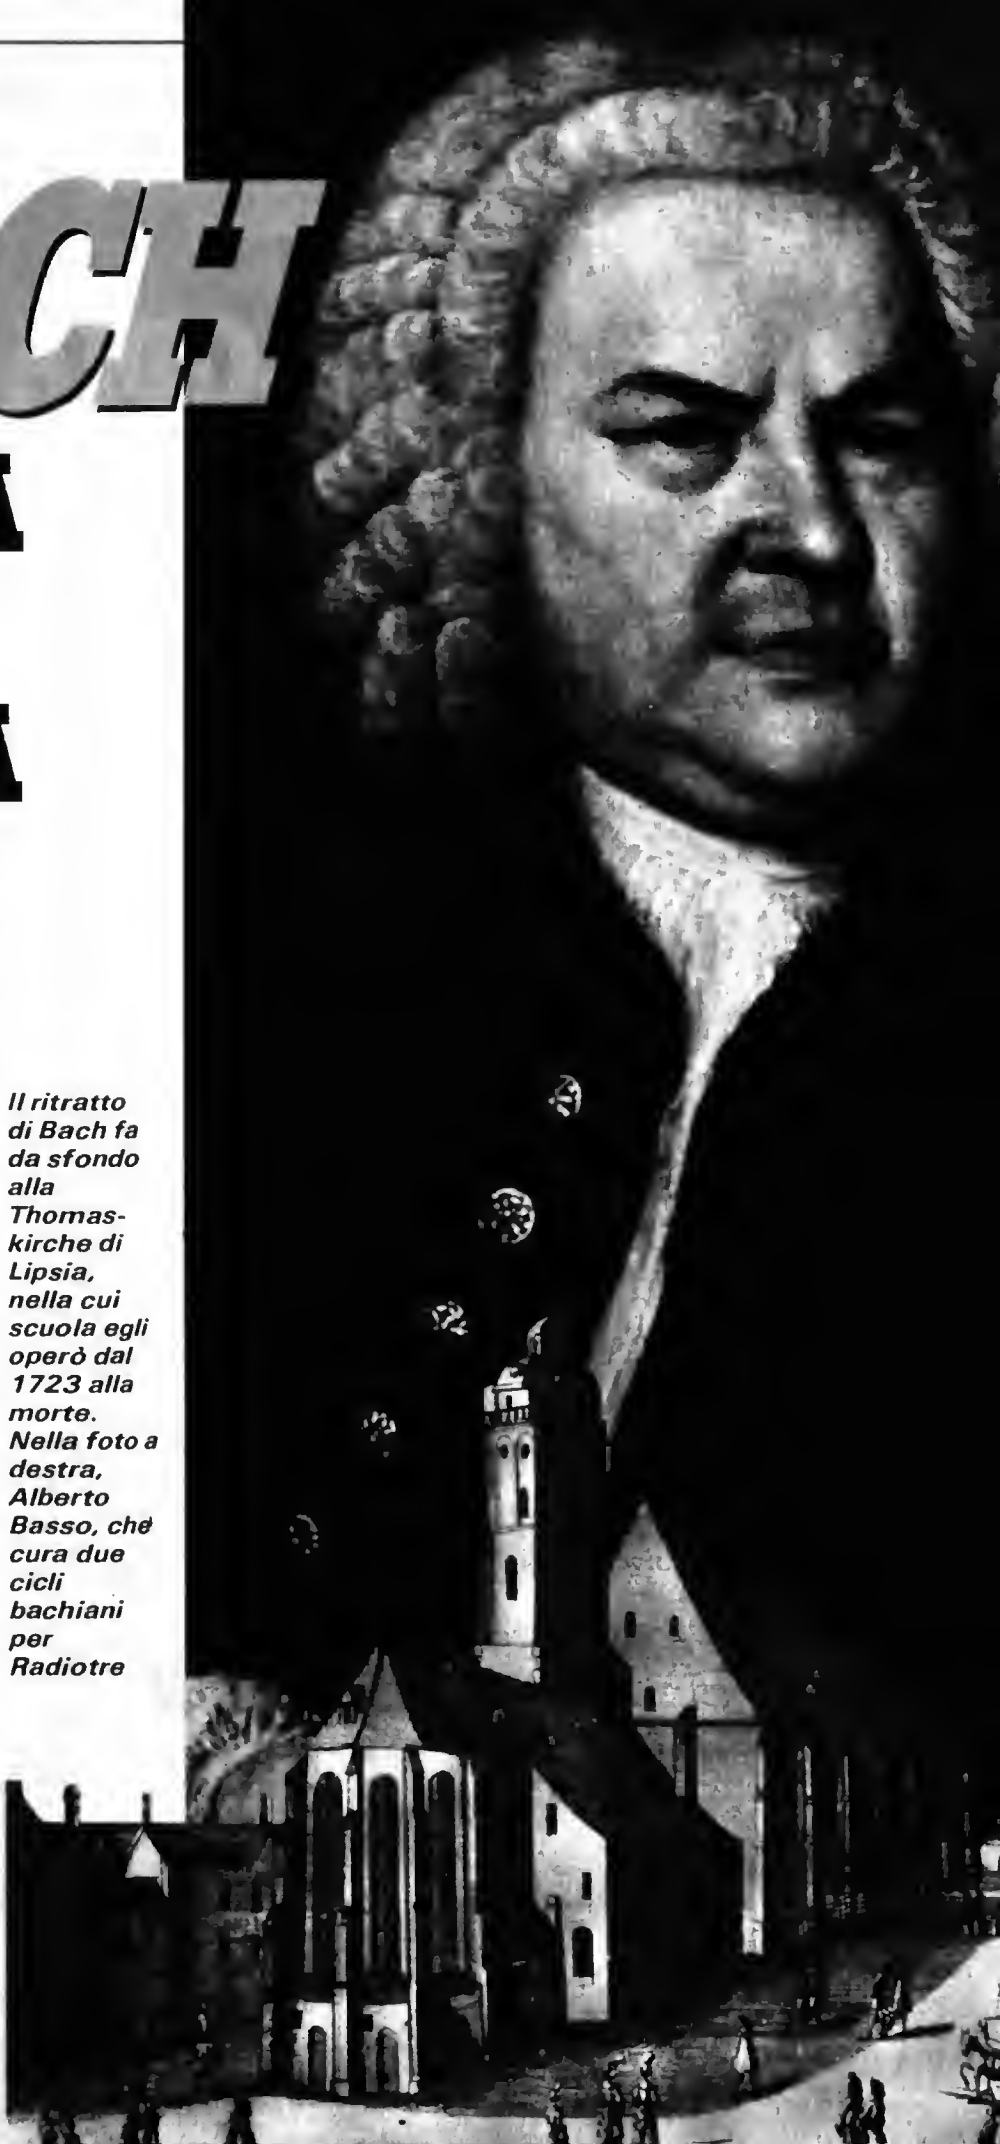 CH
A
A
Il ritratto
di Bach fa
da sfondo
alla
Thomas-
kirche di
Lipsia,
nella cui
scuola egli
operò dal
1723 alla
morte.
Nella foto a
destra,
Alberto
Basso, che
cura due
cicli
bachiani
per
Radiotre